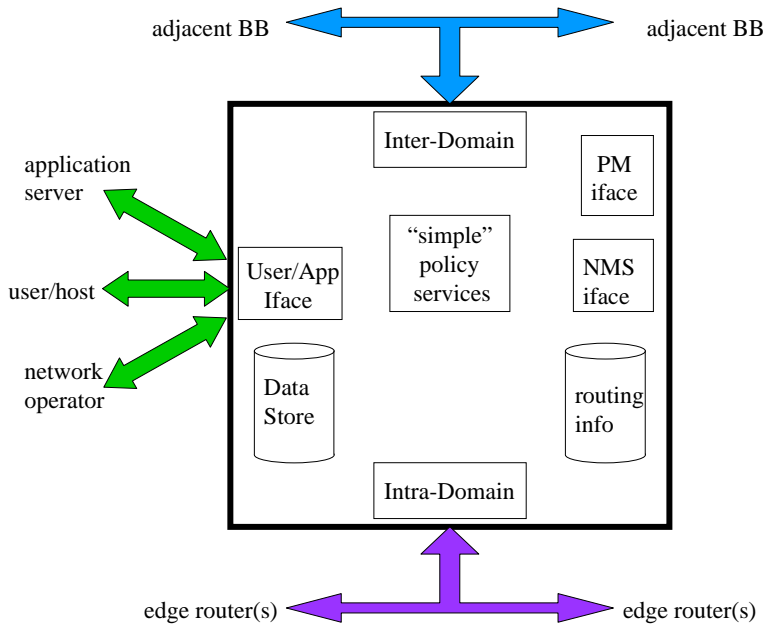 adjacent BB
adjacent BB
Inter-Domain
application
server
PM
iface
“simple”
policy
services
User/App
Iface
NMS
iface
user/host
network
operator
Data
Store
routing
info
Intra-Domain
edge router(s)
edge router(s)